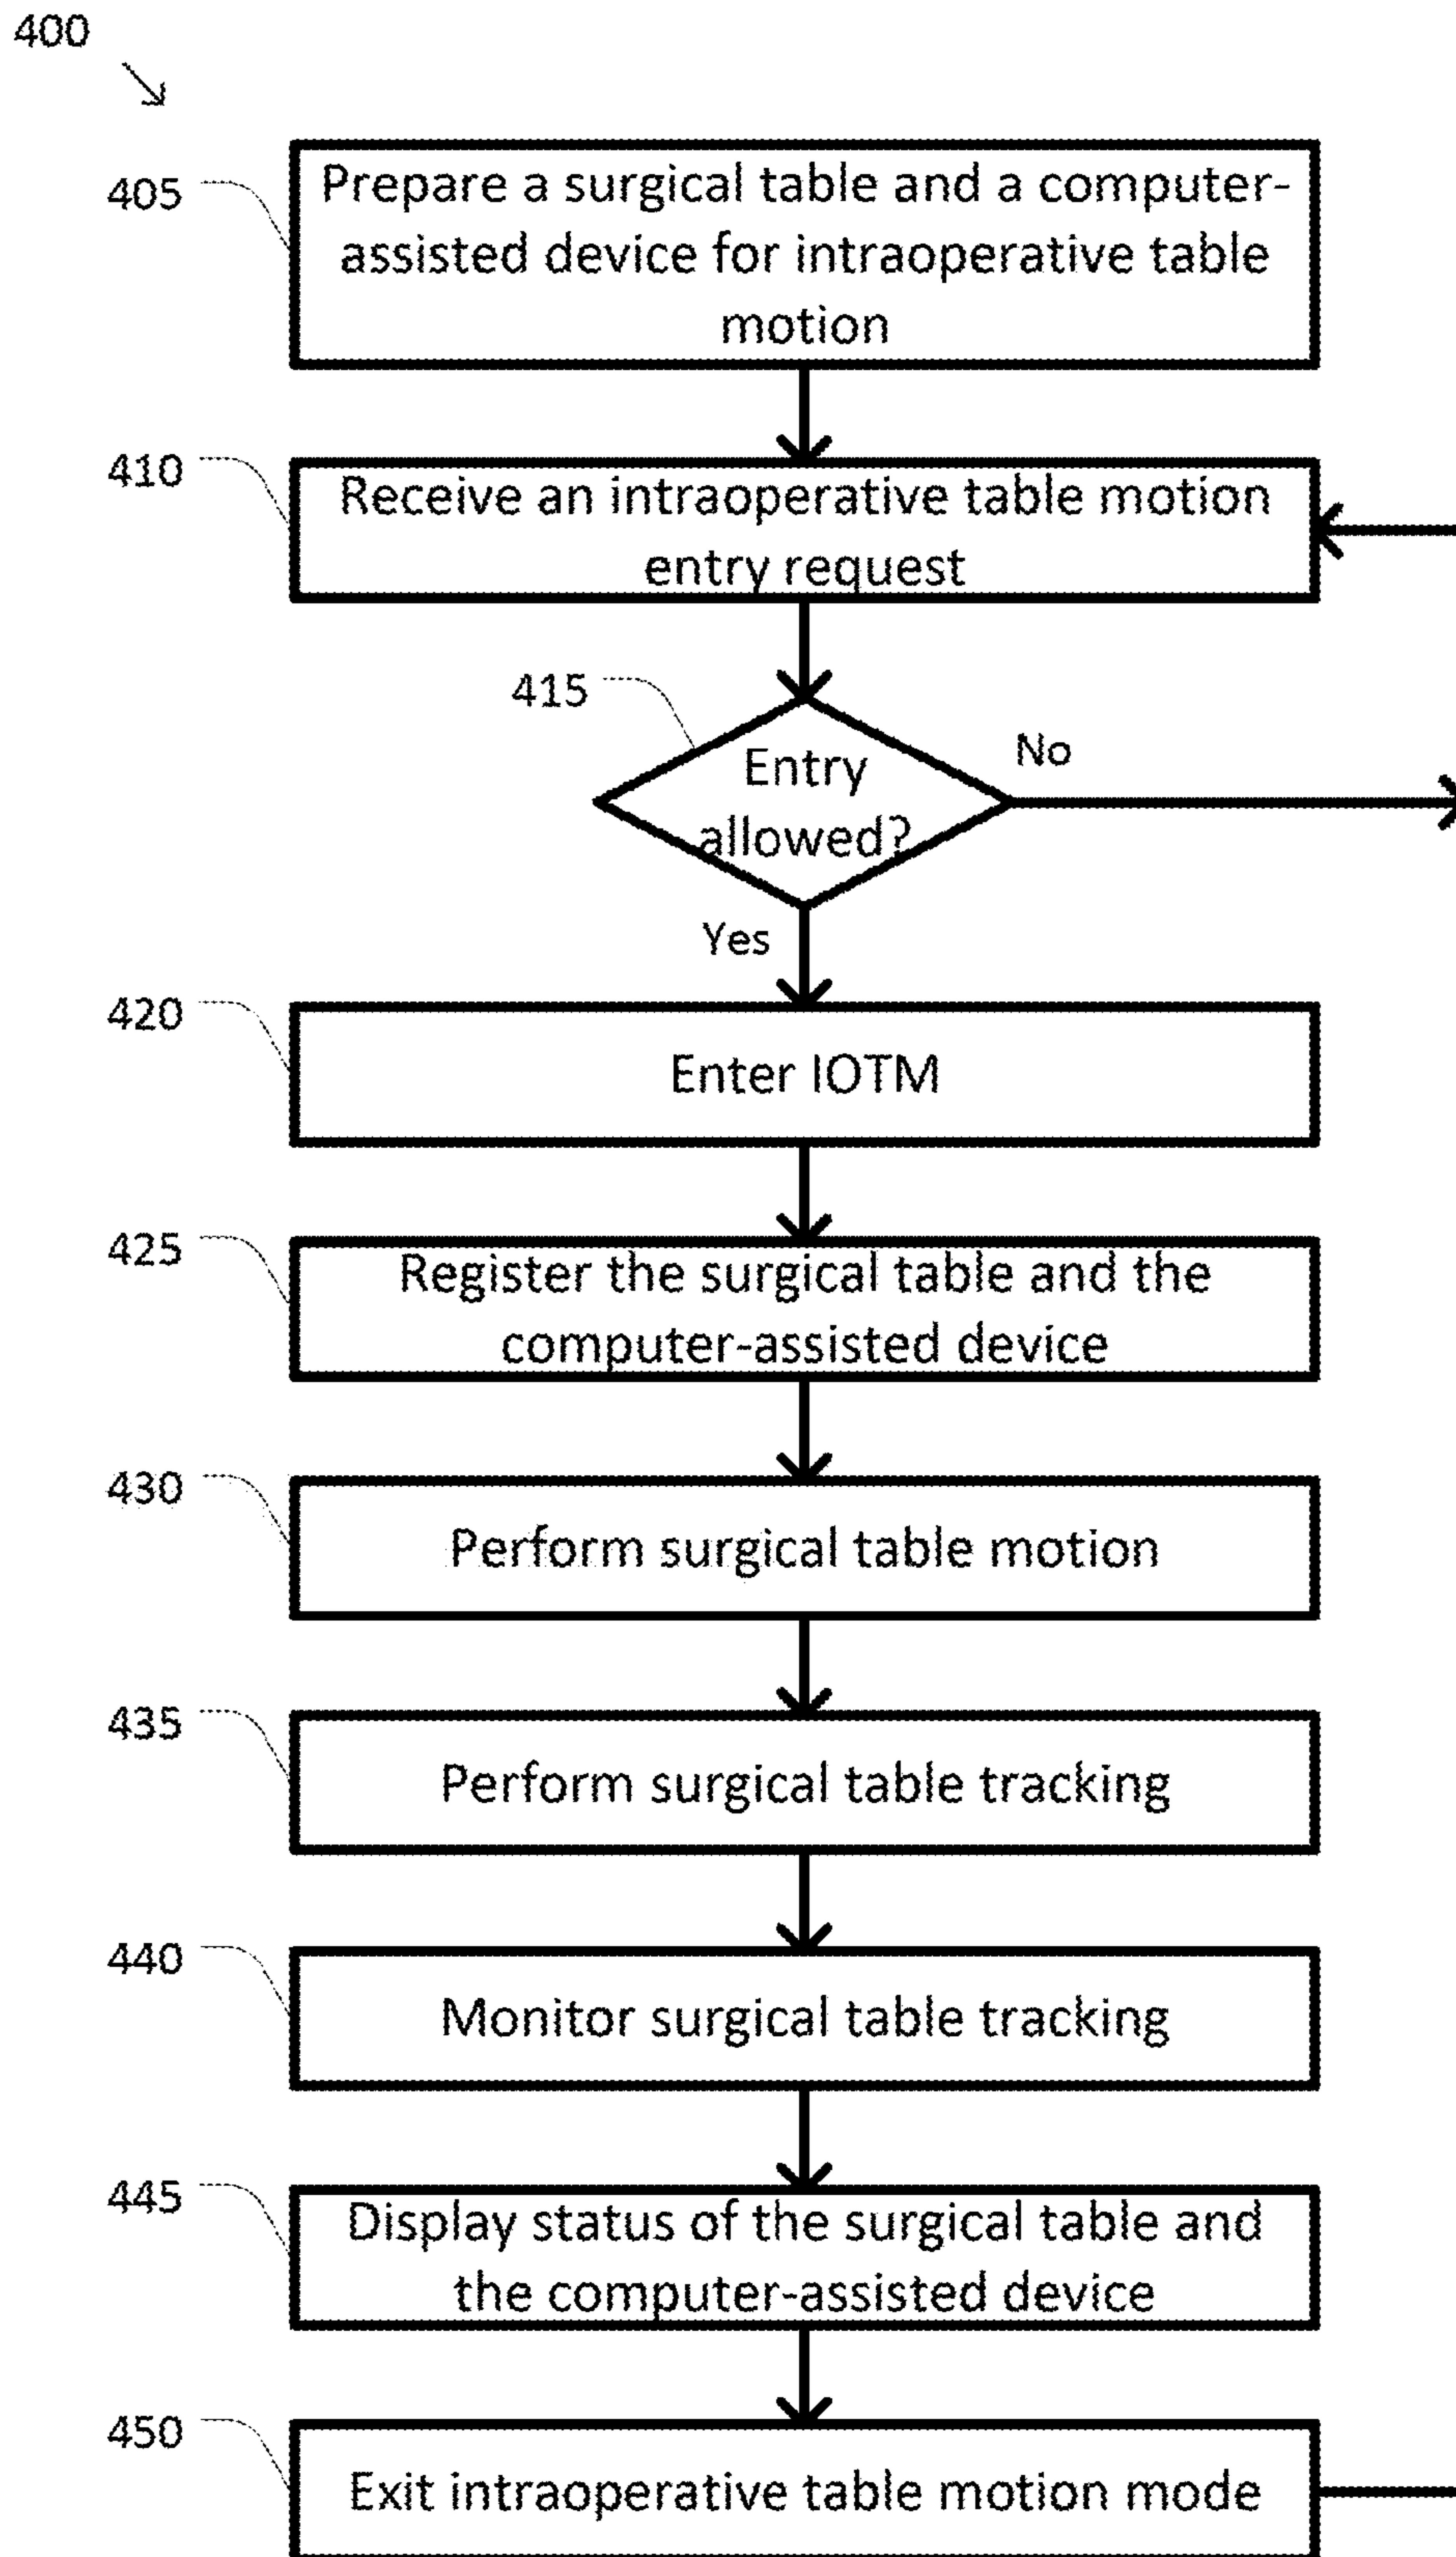 400
405
Prepare a surgical table and a computer-
assisted device for intraoperative table
motion
410
Receive an intraoperative table motion
entry request
415
Entry
allowed?
No
Yes
420
Enter IOTM
425
Register the surgical table and the
computer-assisted device
430
Perform surgical table motion
435
Perform surgical table tracking
440
Monitor surgical table tracking
445
Display status of the surgical table and
the computer-assisted device
450
Exit intraoperative table motion mode